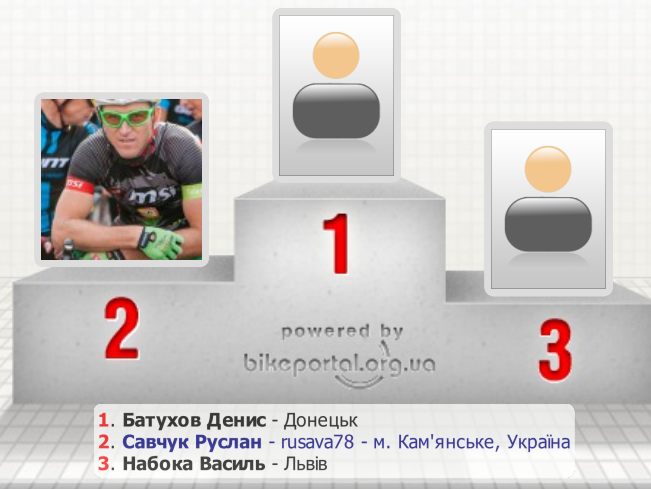 msi
1
2
3
powered by
bikeportal.org.ua
1. Батухов Денис - Донецьк
2. Савчук Руслан - rusava78 - м. Кам'янське, Україна
3. Набока Василь - Львів